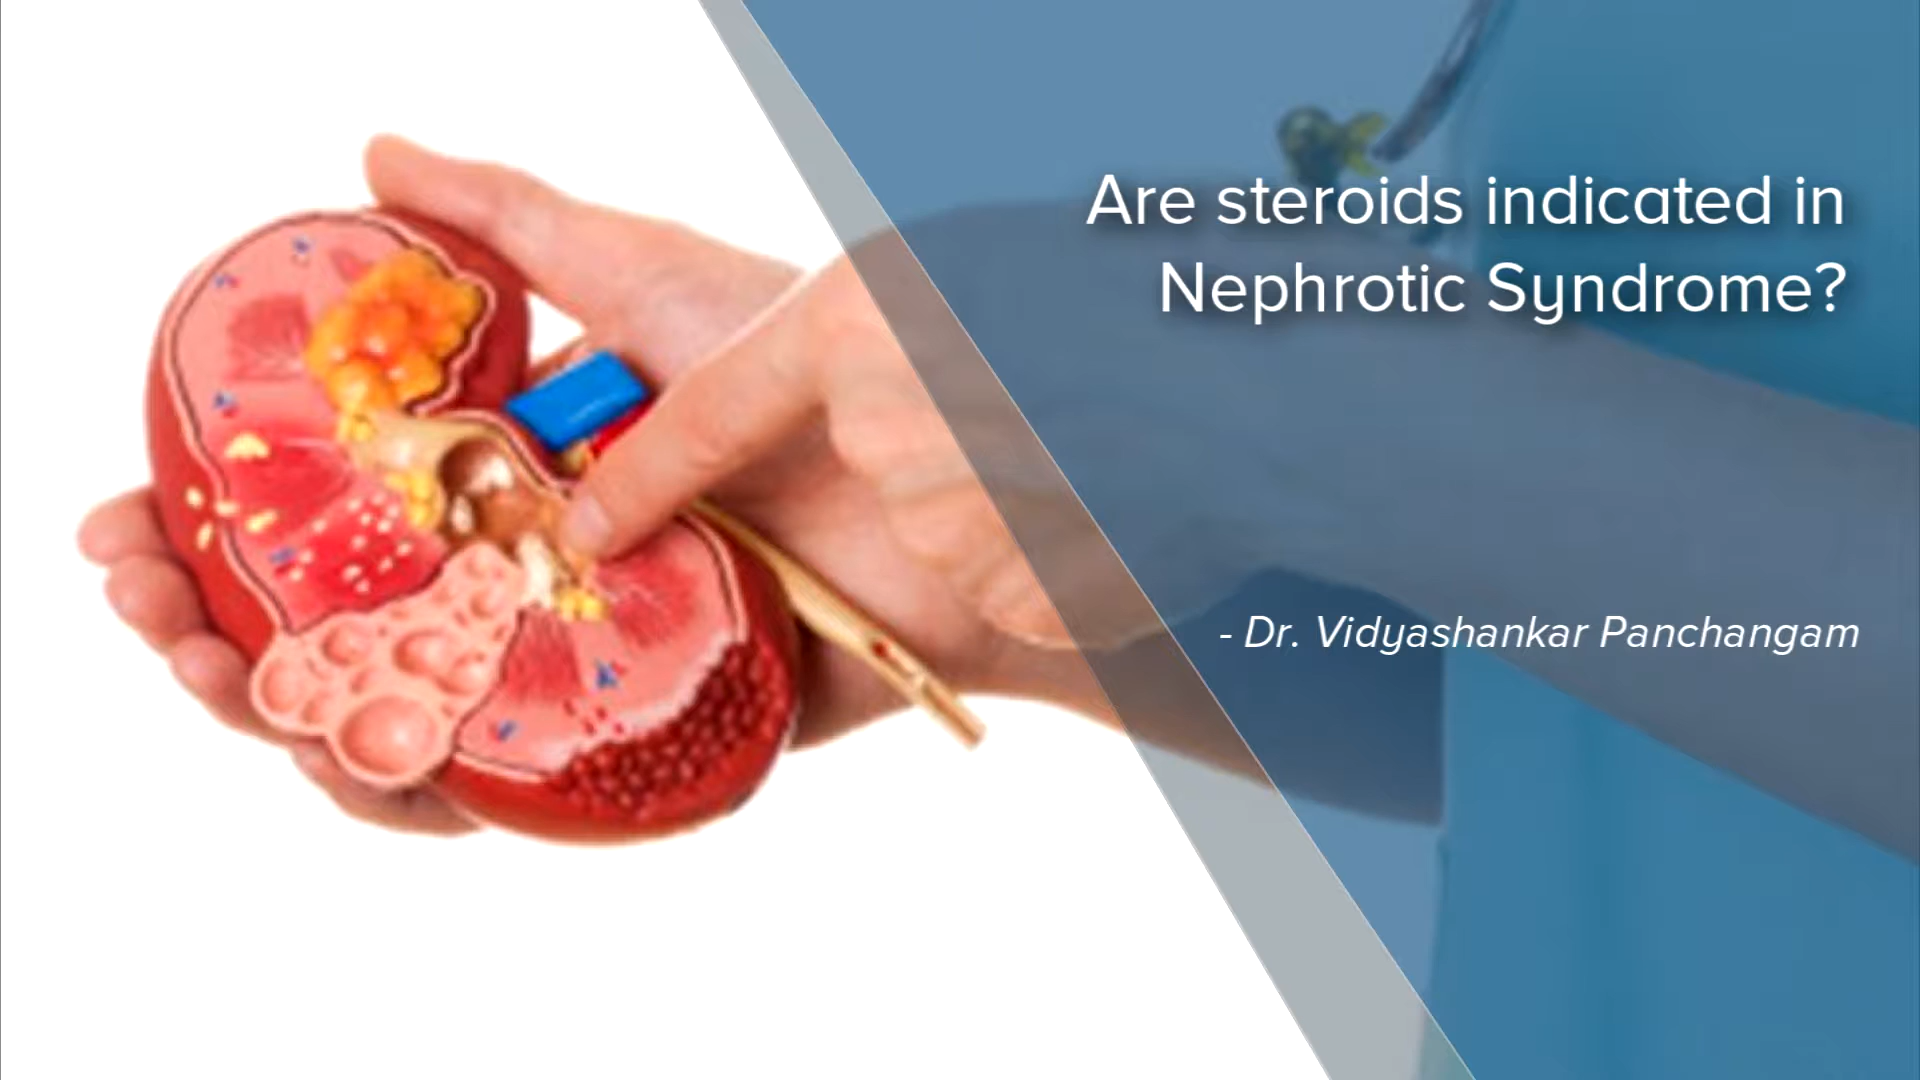 Are steroids indicated in
Nephrotic Syndrome?
- Dr. Vidyashankar Panchangam